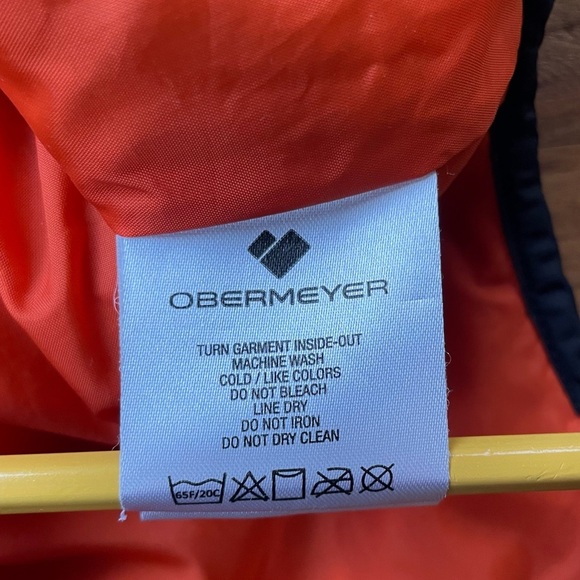 OBERMEYER
TURN GARMENT INSIDE-OUT
MACHINE WASH
COLD / LIKE COLORS
DO NOT BLEACH
LINE DRY
DO NOT IRON
DO NOT DRY CLEAN
65F/20C